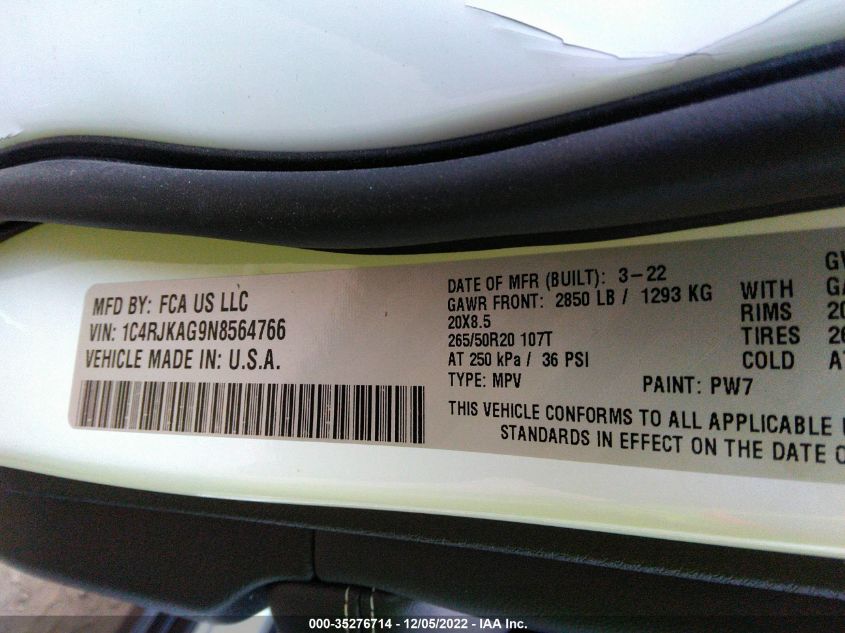 MFD BY: FCA US LLC
VIN: 1C4RJKAG9N8564766
VEHICLE MADE IN: U.S.A.
DATE OF MFR (BUILT): 3-22
GAWR FRONT: 2850 LB / 1293 KG
20X8.5
265/50R20 107T
AT 250 kPa / 36 PSI
TYPE: MPV PAINT: PW7
WITH
RIMS
TIRES
COLD
THIS VEHICLE CONFORMS TO ALL APPLICABLE
STANDARDS IN EFFECT ON THE DATE
000-35276714 - 12/05/2022 - IAA Inc.